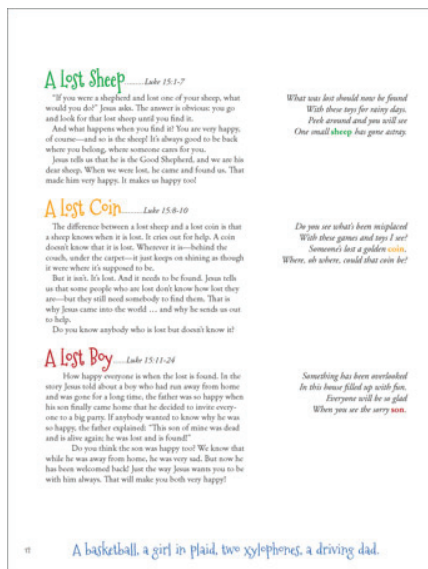 A Lost Sheep......Luke 15:1-7
"If you were a shepherd and lost one of your sheep, what
would you do?" Jesus asks. The answer is obvious: you go
and look for that lost sheep until you find it.
And what happens when you find it? You are very happy,
of course—and so is the sheep! It's always good to be back
where you belong, where someone cares for you.
Jesus tells us that he is the Good Shepherd, and we are his
dear sheep. When we were lost, he came and found us. That
made him very happy. It makes us happy too!
What was lost should now be found
With these toys for rainy days.
Peek around and you will see
One small sheep has gone astray.
A Lost Coin......Luke 15:8-10
The difference between a lost sheep and a lost coin is that
a sheep knows when it is lost. It cries out for help. A coin
doesn't know that it is lost. Wherever it is—behind the
couch, under the carpet—it just keeps on shining as though
it were where it's supposed to be.
But it isn't. It's lost. And it needs to be found. Jesus tells
us that some people who are lost don't know how lost they
are—but they still need somebody to find them. That is
why Jesus came into the world ... and why he sends us out
to help.
Do you know anybody who is lost but doesn't know it?
Do you see what's been misplaced
With these games and toys I see?
Someone's lost a golden coin.
Where, oh where, could that coin be?
A Lost Boy......Luke 15:11-24
How happy everyone is when the lost is found. In the
story Jesus told about a boy who had run away from home
and was gone for a long time, the father was so happy when
his son finally came home that he decided to invite every-
one to a big party. If anybody wanted to know why he was
so happy, the father explained: "This son of mine was dead
and is alive again; he was lost and is found!"
Do you think the son was happy too? We know that
while he was away from home, he was very sad. But now he
has been welcomed back! Just the way Jesus wants you to be
with him always. That will make you both very happy!
Something has been overlooked
In this house filled up with fun.
Everyone will be so glad
When you see the sorry son.
A basketball, a girl in plaid, two xylophones, a driving dad.